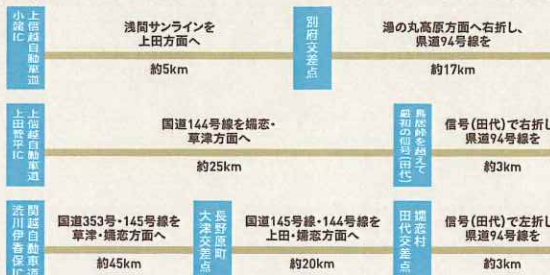 上信越自動車道
小諸IC
浅間サンラインを
上田方面へ
約5km
別府交差点
湯の丸高原方面へ右折し、
県道94号線を
約17km
上信越自動車道
上田菅平IC
国道144号線を嬬恋・
草津方面へ
約25km
鳥居峠を越えて
最初の信号(田代)
信号(田代)で右折し
県道94号線を
約3km
関越自動車道
渋川伊香保IC
国道353号・145号線を
草津・嬬恋方面へ
約45km
長野原町
大津交差点
国道145号線・144号線を
上田・嬬恋方面へ
約20km
嬬恋村
田代交差点
信号(田代)で左折し
県道94号線を
約3km